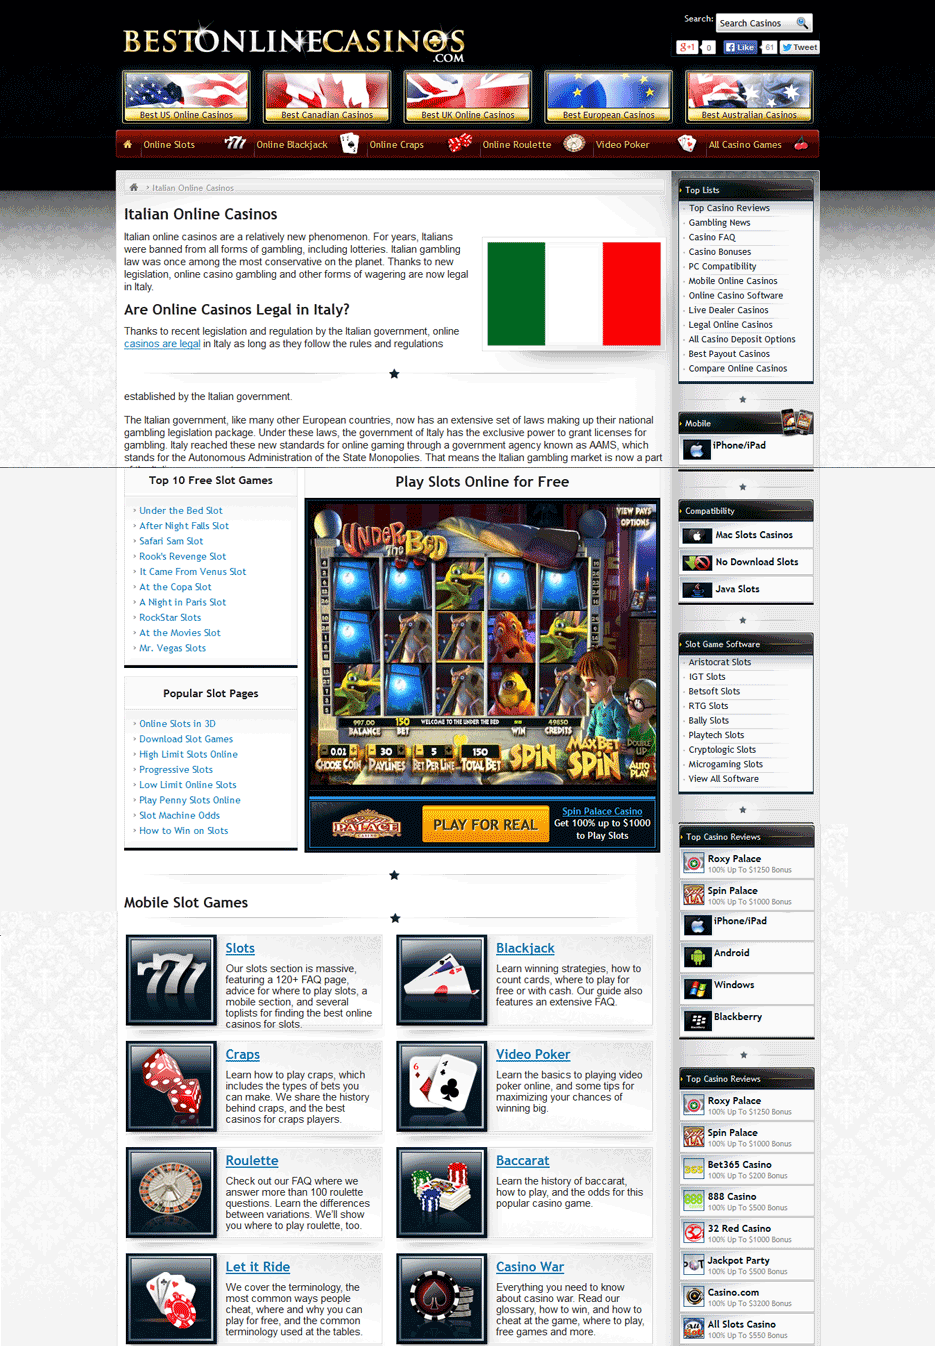 Search:
Search Casinos
BESTONLINECASINOS
.COM
+1 0
Like 61
Tweet
Best US Online Casinos
Best Canadian Casinos
Best UK Online Casinos
Best European Casinos
Best Australian Casinos
Online Slots
Online Blackjack
Online Craps
Online Roulette
Video Poker
All Casino Games
Italian Online Casinos
Italian Online Casinos
Italian online casinos are a relatively new phenomenon. For years, Italians
were banned from all forms of gambling, including lotteries. Italian gambling
law was once among the most conservative on the planet. Thanks to new
legislation, online casino gambling and other forms of wagering are now legal
in Italy.
Are Online Casinos Legal in Italy?
Thanks to recent legislation and regulation by the Italian government, online
casinos are legal in Italy as long as they follow the rules and regulations
established by the Italian government.
The Italian government, like many other European countries, now has an extensive set of laws making up their national
gambling legislation package. Under these laws, the government of Italy has the exclusive power to grant licenses for
gambling. Italy reached these new standards for online gaming through a government agency known as AAMS, which
stands for the Autonomous Administration of the State Monopolies. That means the Italian gambling market is now a part
Top 10 Free Slot Games
Under the Bed Slot
After Night Falls Slot
Safari Sam Slot
Rook's Revenge Slot
It Came From Venus Slot
At the Copa Slot
A Night in Paris Slot
RockStar Slots
At the Movies Slot
Mr. Vegas Slots
Popular Slot Pages
Online Slots in 3D
Download Slot Games
High Limit Slots Online
Progressive Slots
Low Limit Online Slots
Play Penny Slots Online
Slot Machine Odds
How to Win on Slots
Play Slots Online for Free
VIEW PAYS
OPTIONS
UNDER
The BED
997.00
BALANCE
150
BET
WELCOME TO THE UNDER THE BED
WIN
49850
CREDITS
0.02
CHOOSE COIN
30
PAYLINES
5
BET PER LINE
150
TOTAL BET
SPIN
MAX BET
SPIN
DOUBLE
UP
AUTO
PLAY
SPIN
PALACE
CASINO
PLAY FOR REAL
Spin Palace Casino
Get 100% up to $1000
to Play Slots
Mobile Slot Games
777
Slots
Our slots section is massive,
featuring a 120+ FAQ page,
advice for where to play slots, a
mobile section, and several
toplists for finding the best online
casinos for slots.
Blackjack
Learn winning strategies, how to
count cards, where to play for
free or with cash. Our guide also
features an extensive FAQ.
Craps
Learn how to play craps, which
includes the types of bets you
can make. We share the history
behind craps, and the best
casinos for craps players.
Video Poker
Learn the basics to playing video
poker online, and some tips for
maximizing your chances of
winning big.
Roulette
Check out our FAQ where we
answer more than 100 roulette
questions. Learn the differences
between variations. We'll show
you where to play roulette, too.
Baccarat
Learn the history of baccarat,
how to play, and the odds for this
popular casino game.
Let it Ride
We cover the terminology, the
most common ways people
cheat, where and why you can
play for free, and the common
terminology used at the tables.
Casino War
Everything you need to know
about casino war. Read our
glossary, how to win, and how to
cheat at the game, where to play,
free games and more.
Top Lists
Top Casino Reviews
Gambling News
Casino FAQ
Casino Bonuses
PC Compatibility
Mobile Online Casinos
Online Casino Software
Live Dealer Casinos
Legal Online Casinos
All Casino Deposit Options
Best Payout Casinos
Compare Online Casinos
Mobile
iPhone/iPad
Compatibility
Mac Slots Casinos
No Download Slots
Java Slots
Slot Game Software
Aristocrat Slots
IGT Slots
Betsoft Slots
RTG Slots
Bally Slots
Playtech Slots
Cryptologic Slots
Microgaming Slots
View All Software
Top Casino Reviews
Roxy Palace
100% Up To $1250 Bonus
Spin Palace
100% Up To $1000 Bonus
iPhone/iPad
Android
Windows
Blackberry
Top Casino Reviews
Roxy Palace
100% Up To $1250 Bonus
Spin Palace
100% Up To $1000 Bonus
Bet365 Casino
100% Up To $200 Bonus
888 Casino
100% Up To $500 Bonus
32 Red Casino
100% Up To $1000 Bonus
Jackpot Party
100% Up To $500 Bonus
Casino.com
100% Up To $3200 Bonus
All Slots Casino
100% Up To $550 Bonus